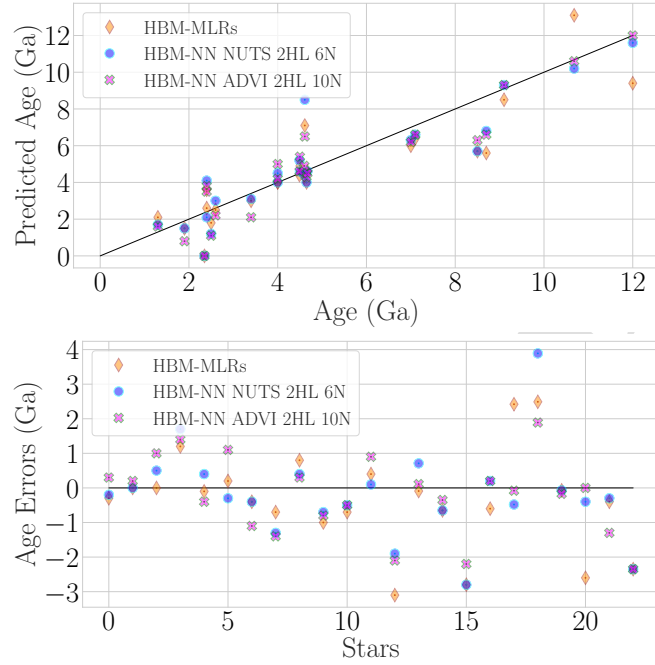 12
10
8
6
4
2
0
Predicted Age (Ga)
HBM-MLRs
HBM-NN NUTS 2HL 6N
HBM-NN ADVI 2HL 10N
0 2 4 6 8 10 12
Age (Ga)
4
3
2
1
0
−1
−2
−3
Age Errors (Ga)
HBM-MLRs
HBM-NN NUTS 2HL 6N
HBM-NN ADVI 2HL 10N
0 5 10 15 20
Stars